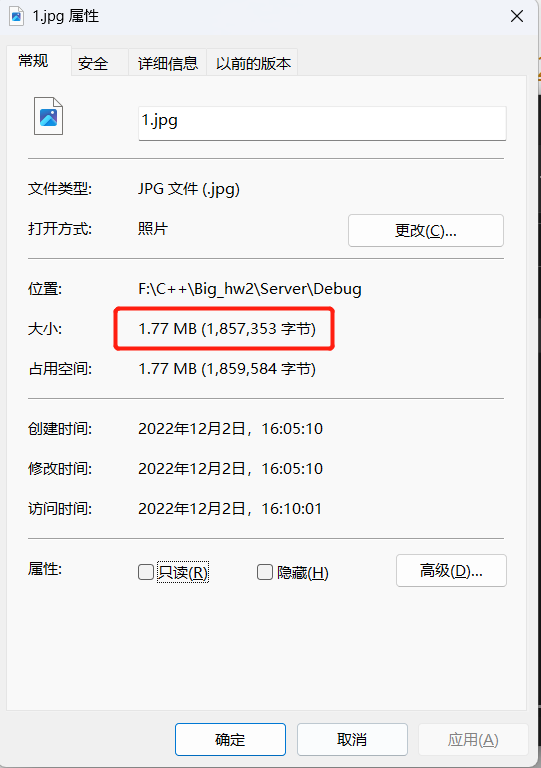 1.jpg 属性
常规 安全 详细信息 以前的版本
1.jpg
文件类型: JPG 文件 (.jpg)
打开方式: 照片 更改(C)...
位置: F:\C++\Big_hw2\Server\Debug
大小: 1.77 MB (1,857,353 字节)
占用空间: 1.77 MB (1,859,584 字节)
创建时间: 2022年12月2日，16:05:10
修改时间: 2022年12月2日，16:05:10
访问时间: 2022年12月2日，16:10:01
属性: 只读(R) 隐藏(H) 高级(D)...
确定 取消 应用(A)